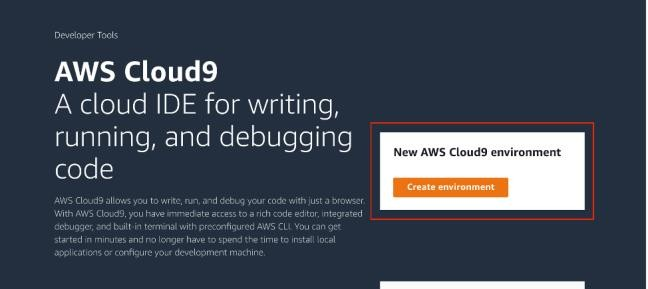 Developer Tools
AWS Cloud9
A cloud IDE for writing,
running, and debugging
code
AWS Cloud9 allows you to write, run, and debug your code with just a browser.
With AWS Cloud9, you have immediate access to a rich code editor, integrated
debugger, and built-in terminal with preconfigured AWS CLI. You can get
started in minutes and no longer have to spend the time to install local
applications or configure your development machine.
New AWS Cloud9 environment
Create environment